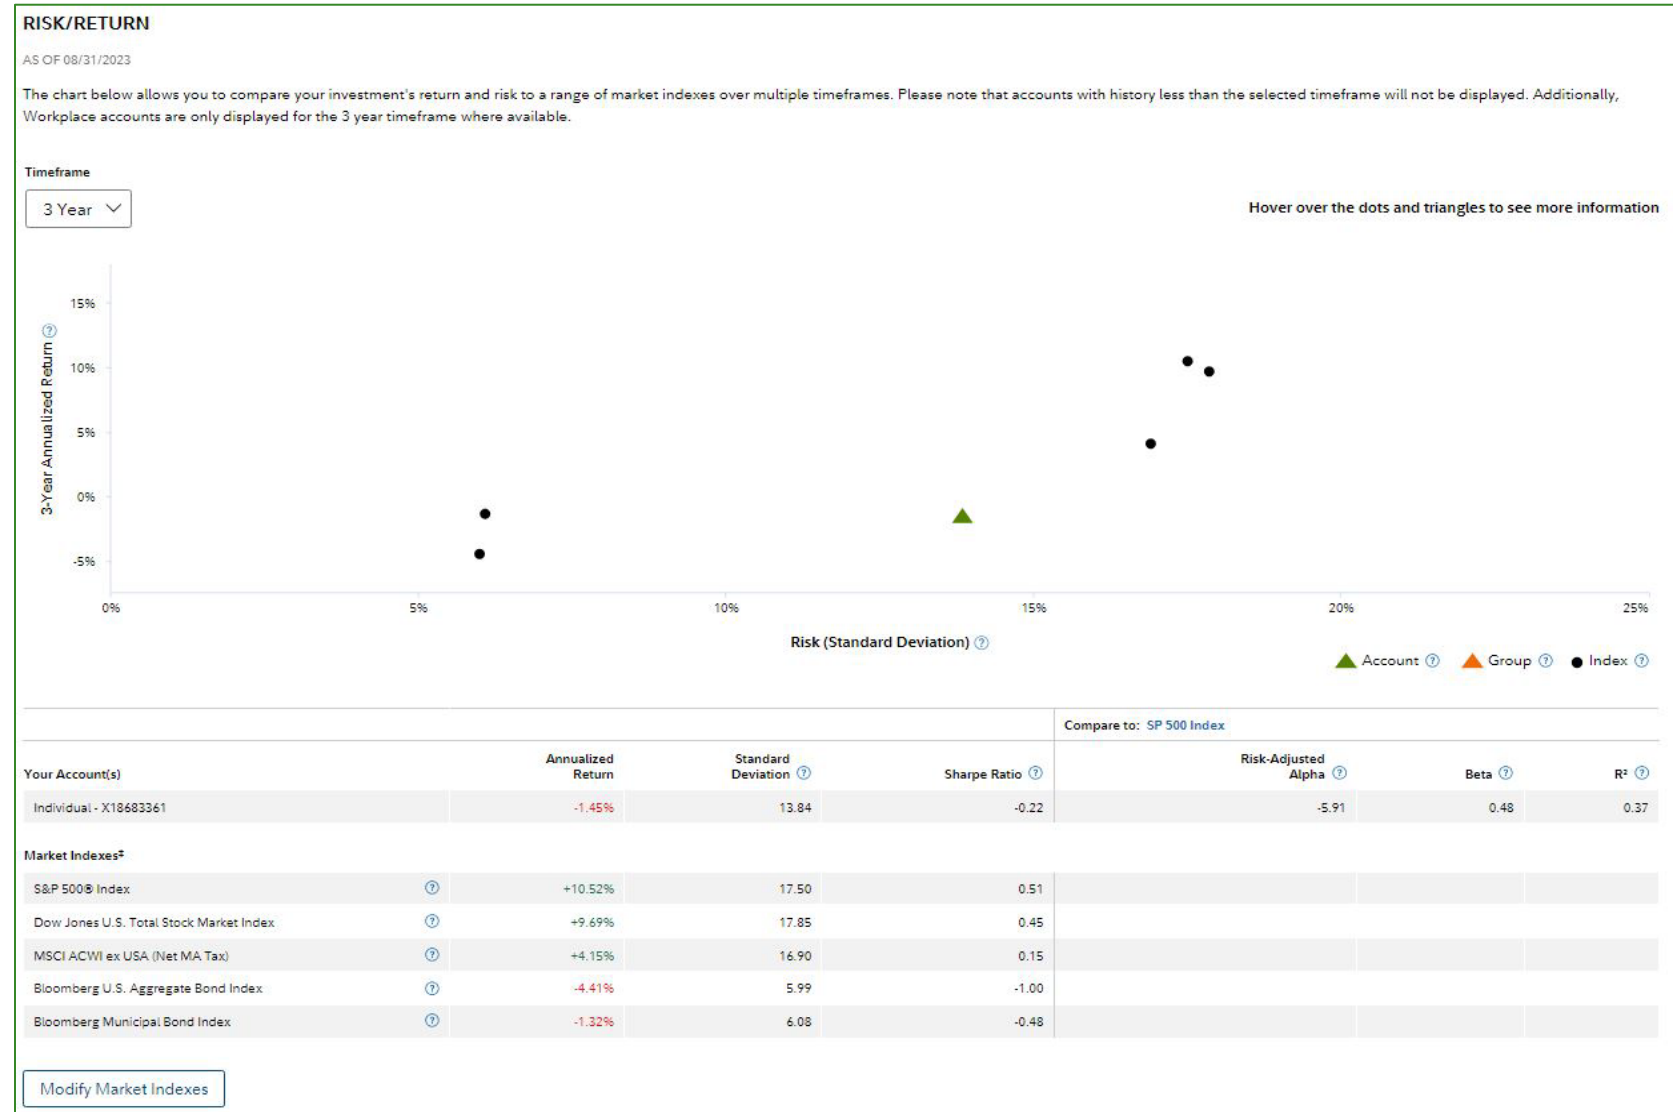 RISK/RETURN
AS OF 08/31/2023
The chart below allows you to compare your investment's return and risk to a range of market indexes over multiple timeframes. Please note that accounts with history less than the selected timeframe will not be displayed. Additionally,
Workplace accounts are only displayed for the 3 year timeframe where available.
Timeframe
3 Year
Hover over the dots and triangles to see more information
3-Year Annualized Return ?
15%
10%
5%
0%
-5%
0% 5% 10% 15% 20% 25%
Risk (Standard Deviation) ?
Account ? Group ? Index ?
Compare to: SP 500 Index
Your Account(s) Annualized Return Standard Deviation ? Sharpe Ratio ? Risk-Adjusted Alpha ? Beta ? R² ?
Individual - X18683361 -1.45% 13.84 -0.22 -5.91 0.48 0.37
Market Indexes‡
S&P 500® Index ? +10.52% 17.50 0.51
Dow Jones U.S. Total Stock Market Index ? +9.69% 17.85 0.45
MSCI ACWI ex USA (Net MA Tax) ? +4.15% 16.90 0.15
Bloomberg U.S. Aggregate Bond Index ? -4.41% 5.99 -1.00
Bloomberg Municipal Bond Index ? -1.32% 6.08 -0.48
Modify Market Indexes